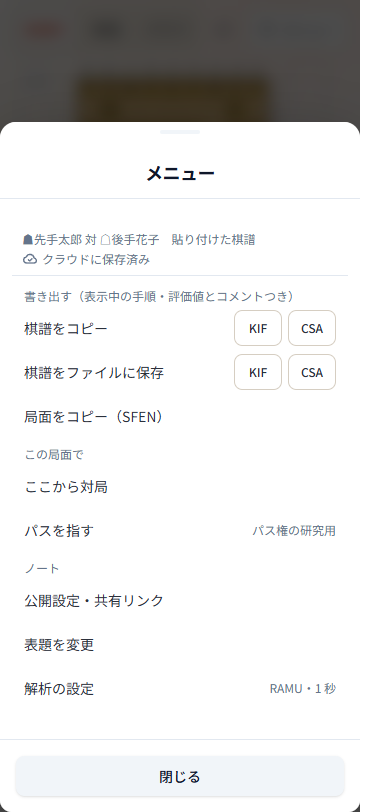 メニュー
☗先手太郎 対 ☖後手花子　貼り付けた棋譜
クラウドに保存済み
書き出す（表示中の手順・評価値とコメントつき）
棋譜をコピー KIF CSA
棋譜をファイルに保存 KIF CSA
局面をコピー（SFEN）
この局面で
ここから対局
パスを指す パス権の研究用
ノート
公開設定・共有リンク
表題を変更
解析の設定 RAMU・1 秒
閉じる